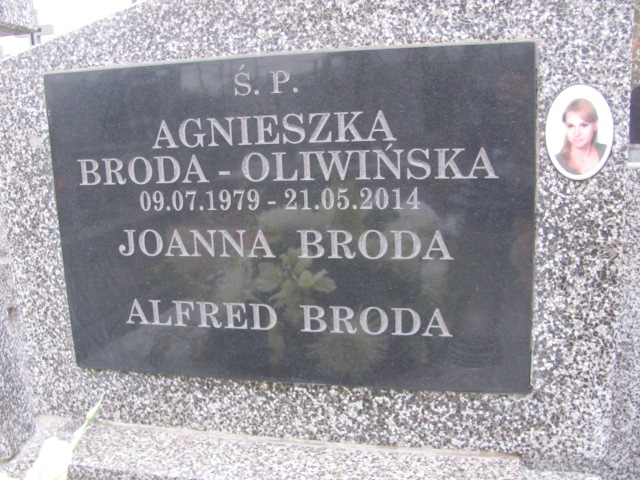 Ś. P.
AGNIESZKA
BRODA - OLIWIŃSKA
09.07.1979 - 21.05.2014
JOANNA BRODA
ALFRED BRODA